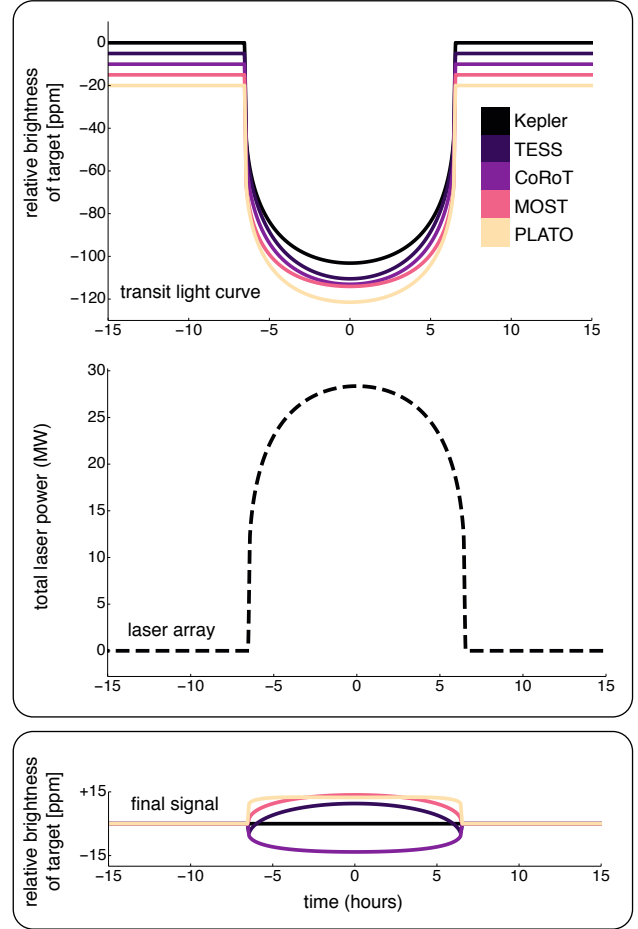 relative brightness
of target [ppm]
0
−20
−40
−60
−80
−100
−120
Kepler
TESS
CoRoT
MOST
PLATO
transit light curve
−15 −10 −5 0 5 10 15
total laser power (MW)
30
25
20
15
10
5
0
laser array
−15 −10 −5 0 5 10 15
relative brightness
of target [ppm]
+15
−15
final signal
−15 −10 −5 0 5 10 15
time (hours)